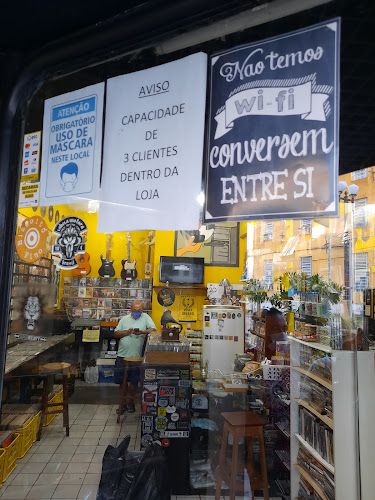 ATENÇÃO
OBRIGATÓRIO
USO DE
MÁSCARA
NESTE LOCAL
AVISO
CAPACIDADE
DE
3 CLIENTES
DENTRO DA
LOJA
Não temos
wi-fi
conversem
ENTRE SI